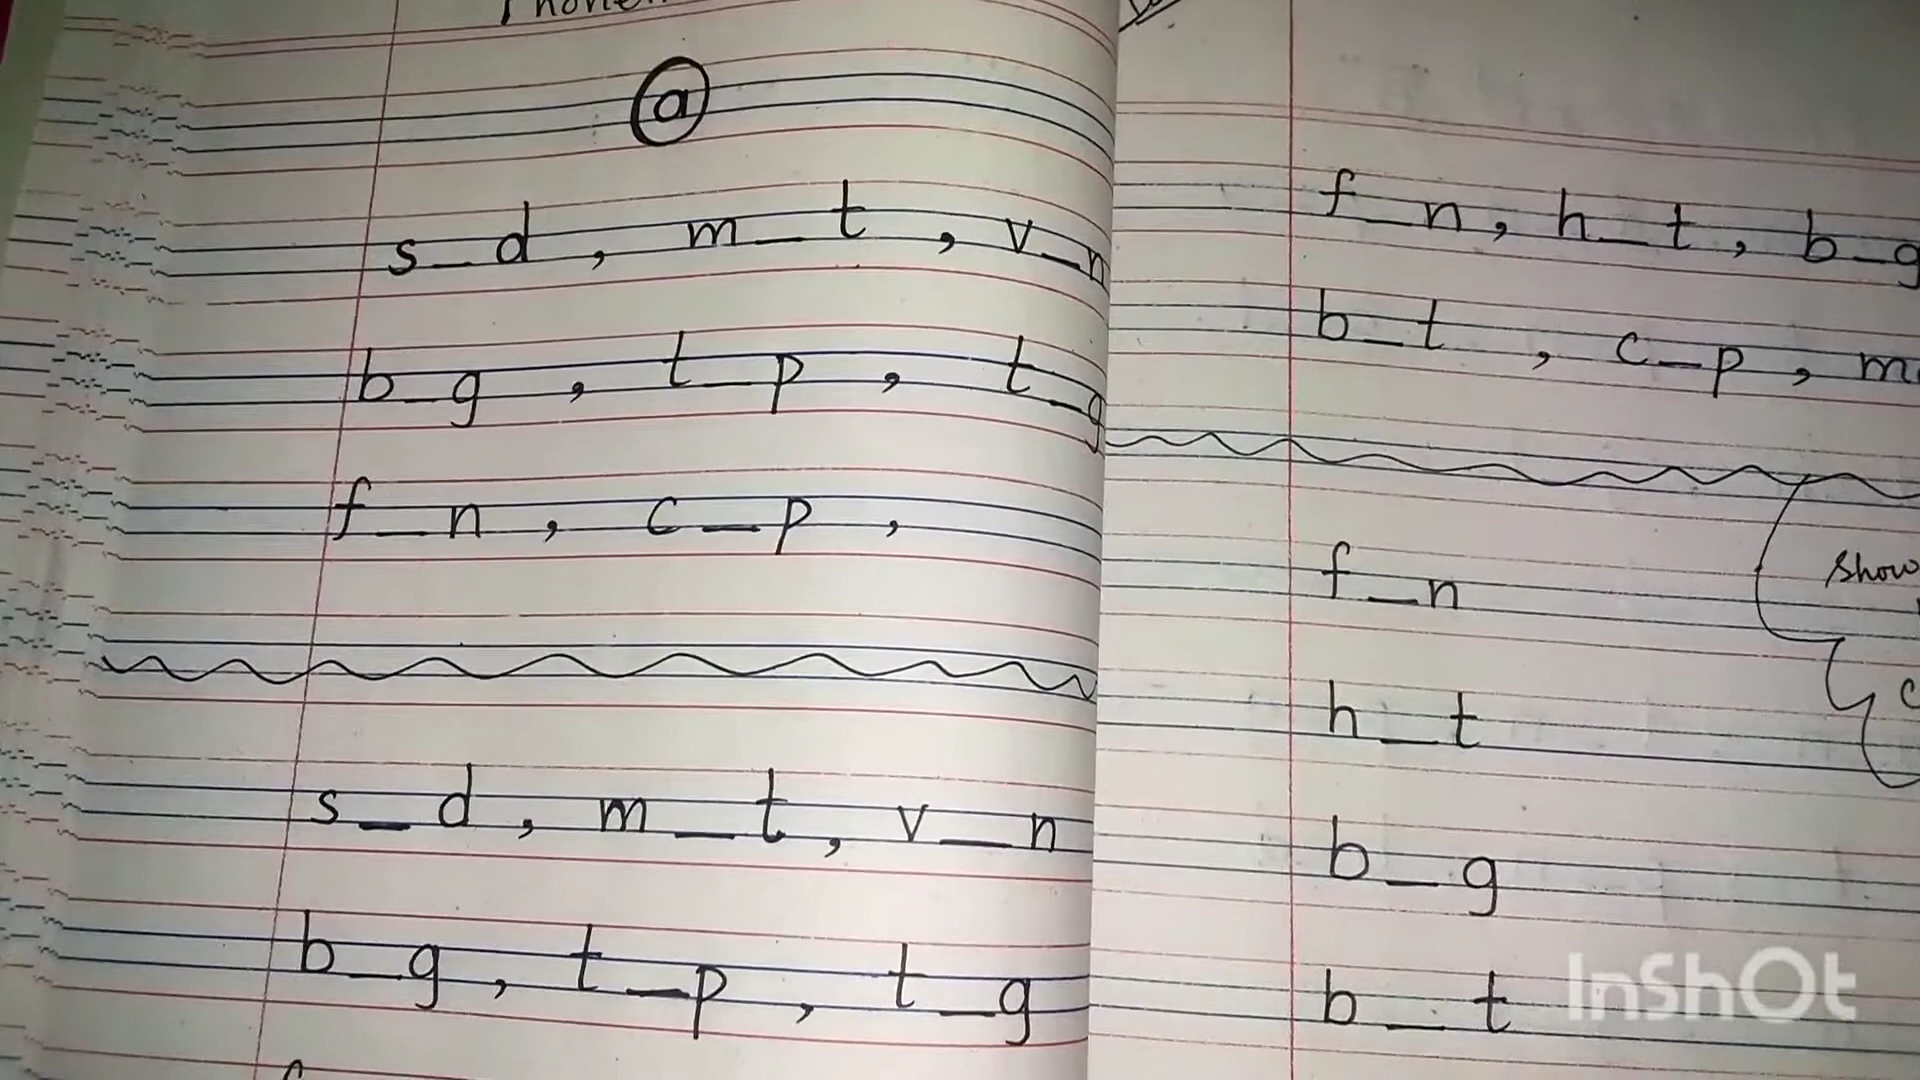 a
s_d, m_t, v_n
b_g, t_p, t_g
f_n, c_p,
s_d, m_t, v_n
b_g, t_p, t_g
f_n, h_t, b_g
b_t, c_p, m
f_n
Show
h_t
b_g
b_t
InShOt